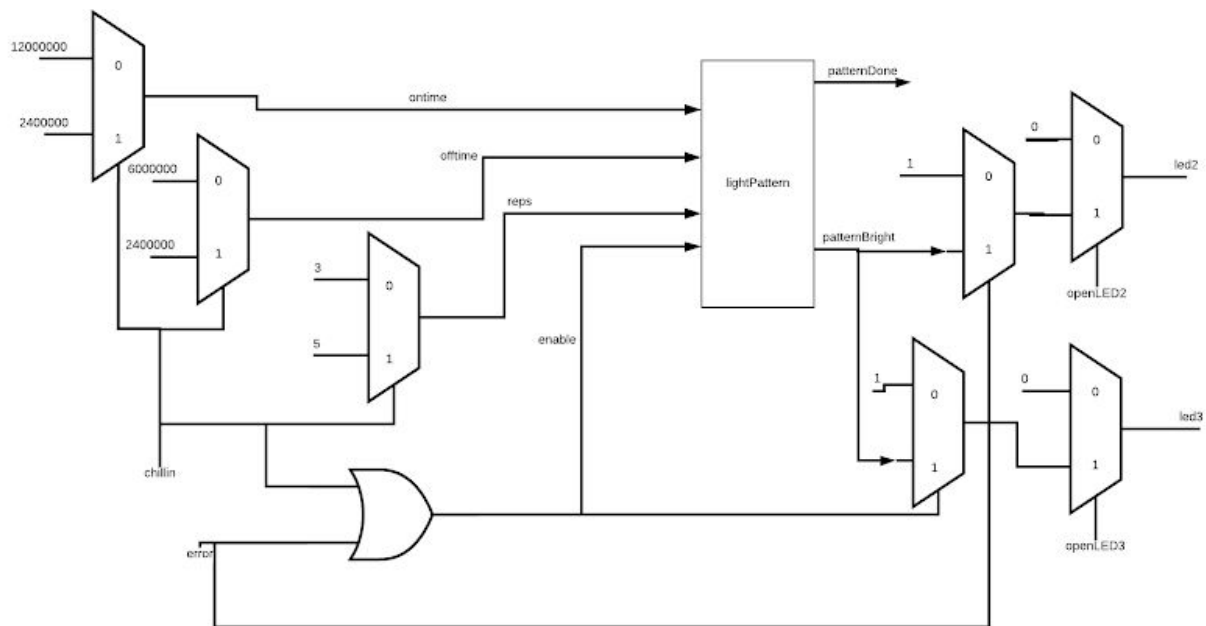 12000000
0
2400000
1
ontime
6000000
0
2400000
1
offtime
3
0
5
1
reps
enable
chillin
error
lightPattern
patternDone
patternBright
1
0
1
0
0
1
led2
openLED2
1
0
1
0
0
1
led3
openLED3